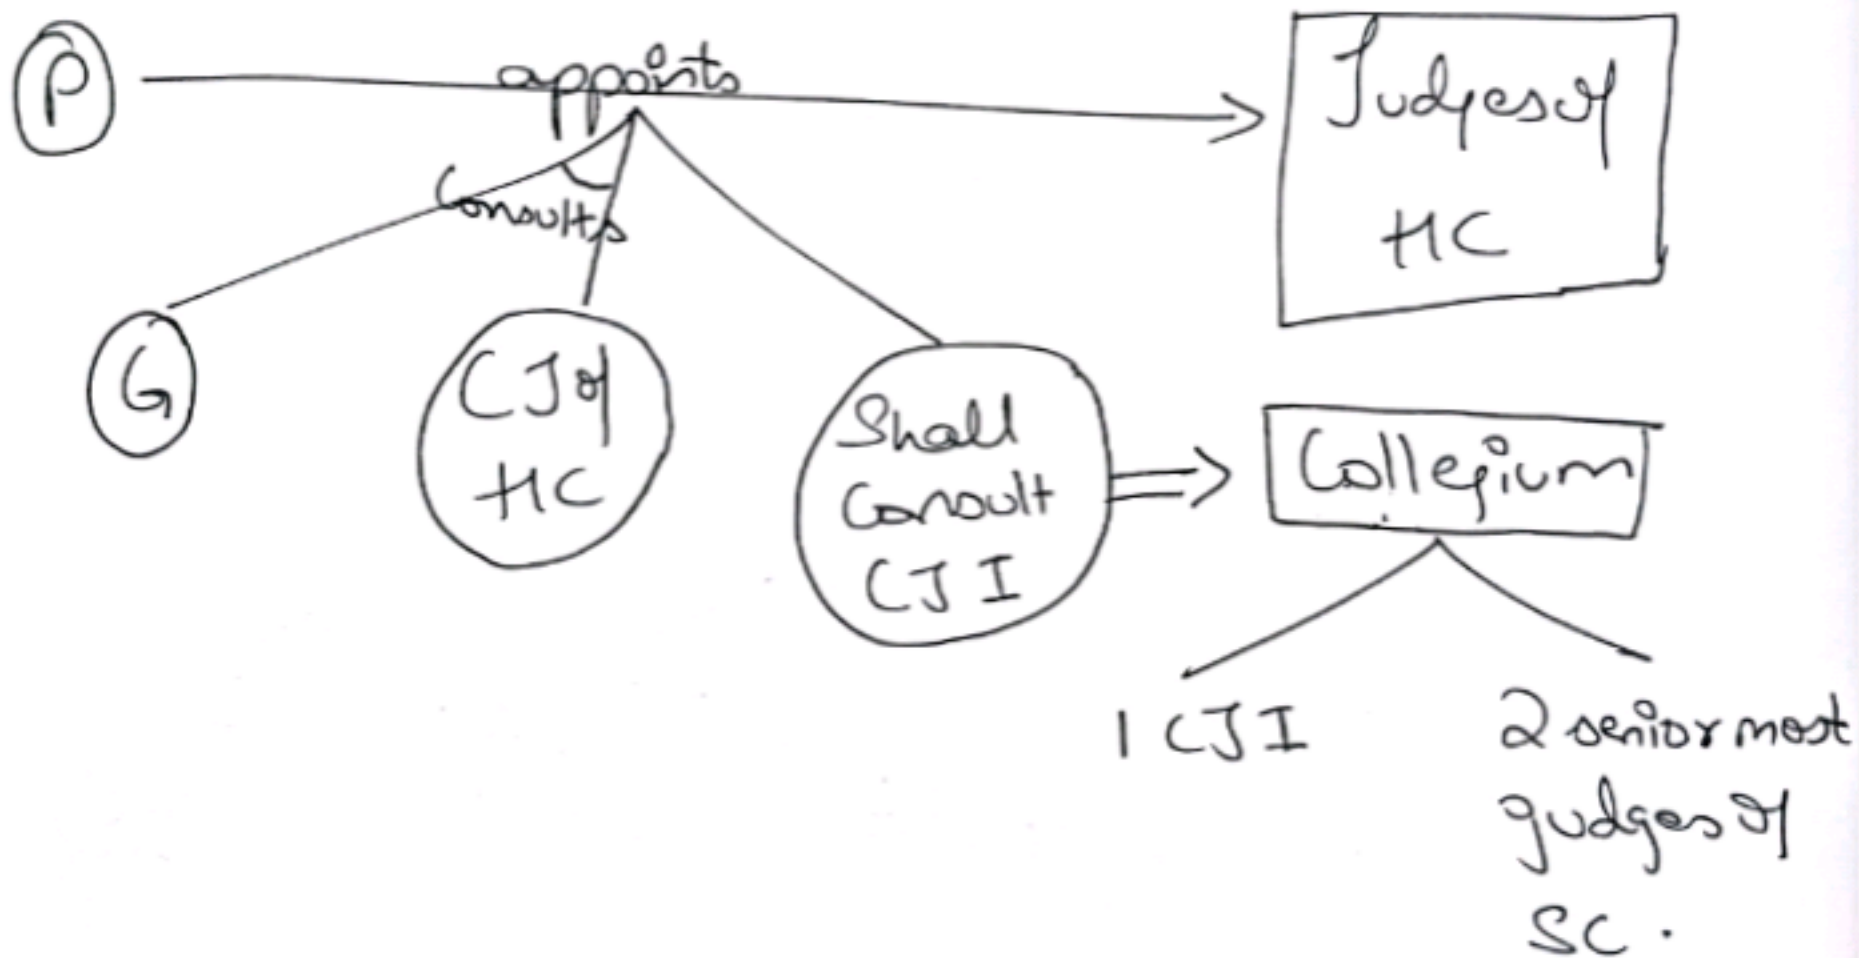 P
appoints
Judges of
HC
Consults
G
CJ of
HC
Shall
Consult
CJI
Collegium
1 CJI
2 senior most
judges of
SC.